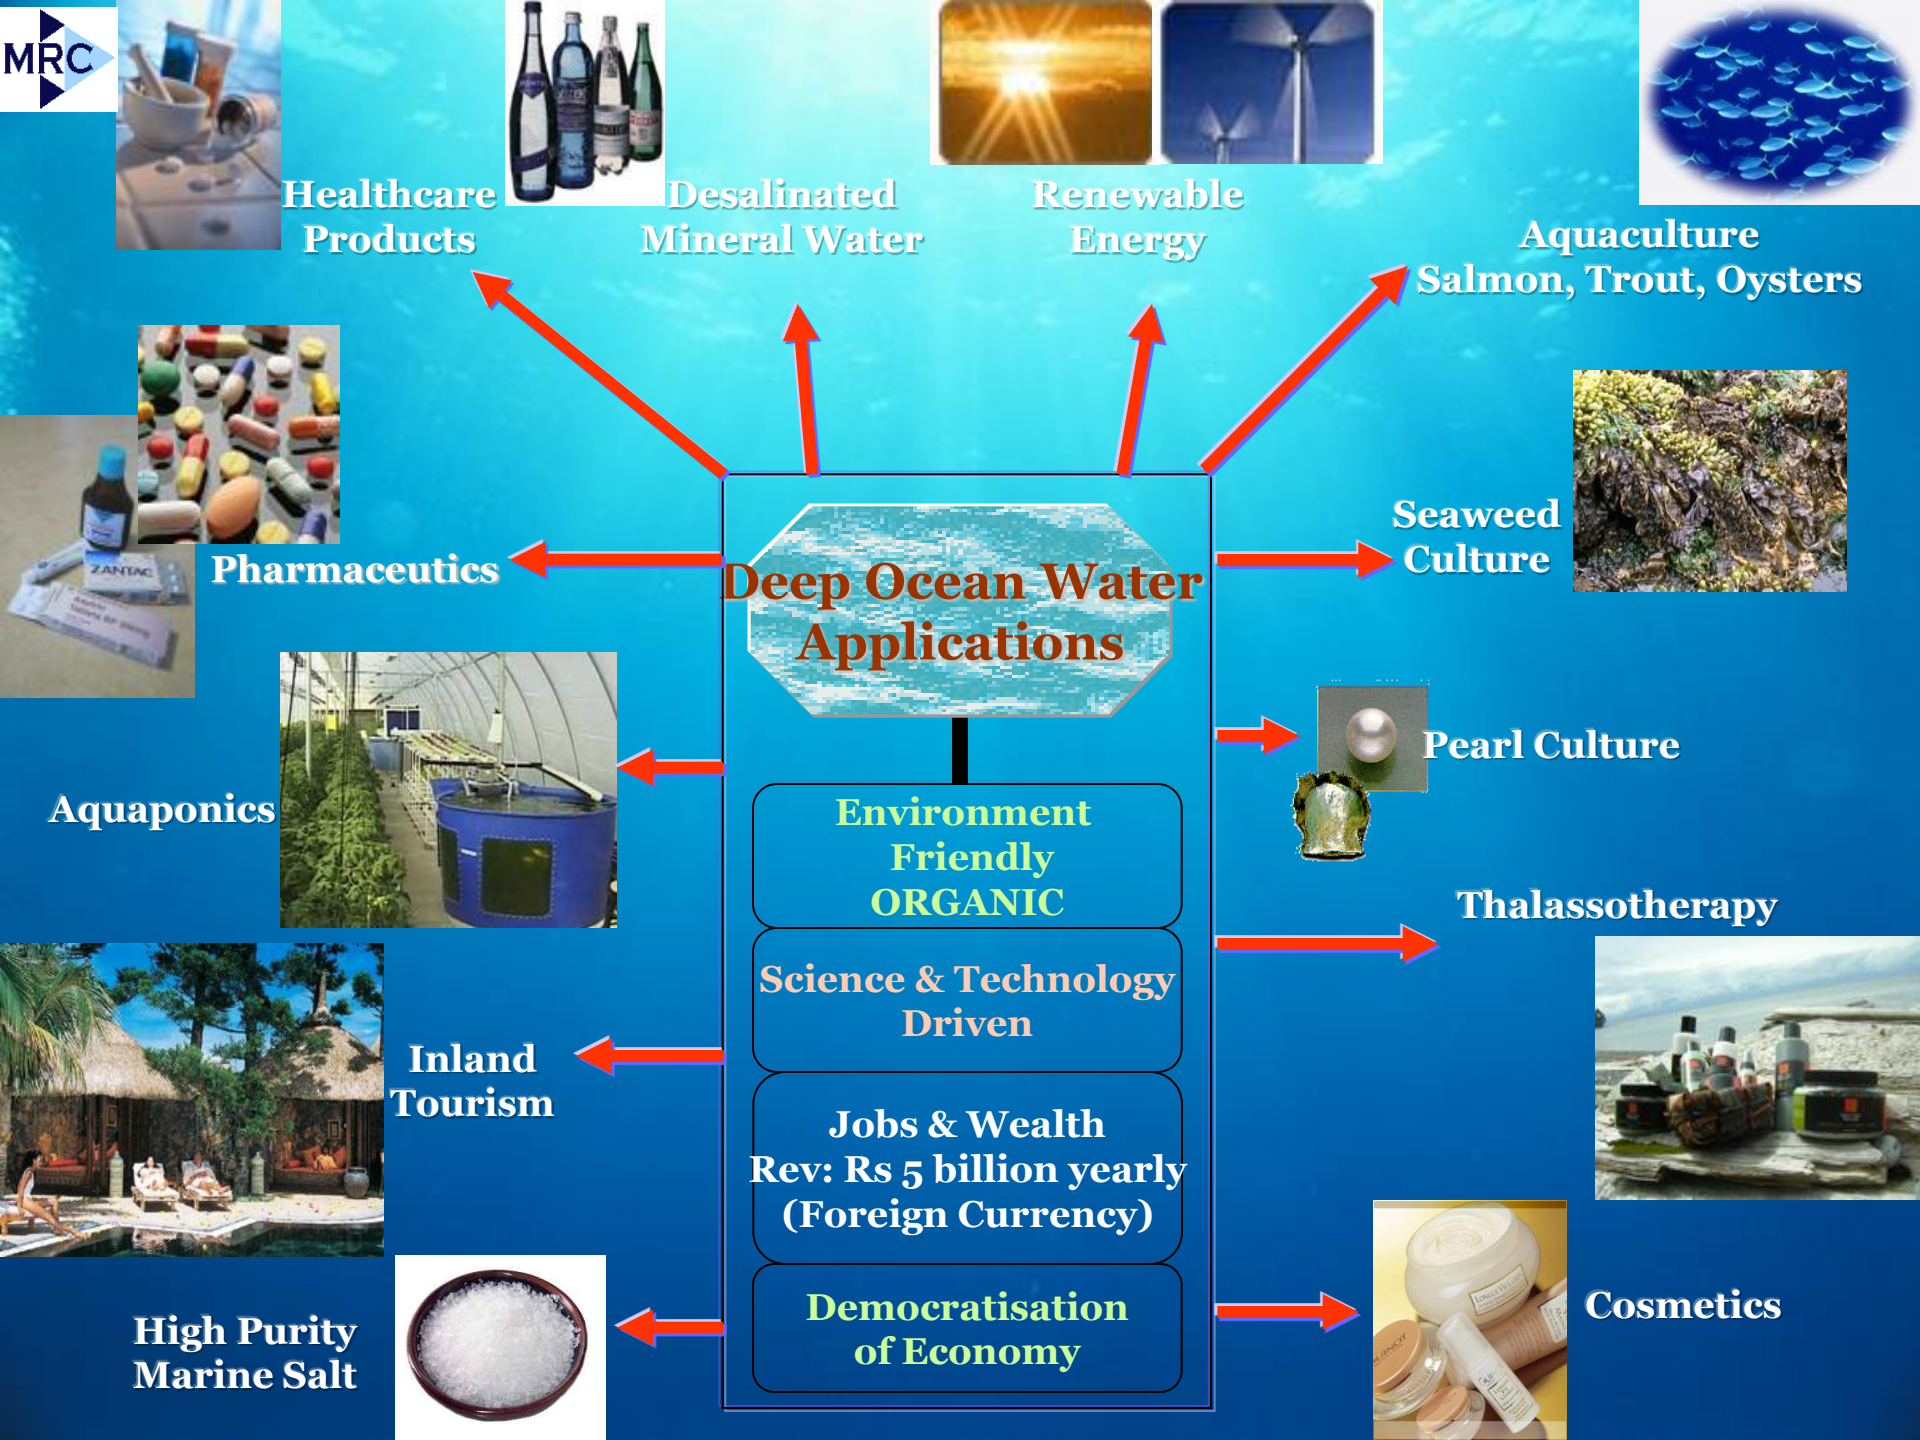 MRC
Healthcare
Products
Desalinated
Mineral Water
Renewable
Energy
Aquaculture
Salmon, Trout, Oysters
Pharmaceutics
ZANTAC
Seaweed
Culture
Deep Ocean Water
Applications
Pearl Culture
Aquaponics
Environment
Friendly
ORGANIC
Thalassotherapy
Science & Technology
Driven
Inland
Tourism
Jobs & Wealth
Rev: Rs 5 billion yearly
(Foreign Currency)
High Purity
Marine Salt
Democratisation
of Economy
Cosmetics